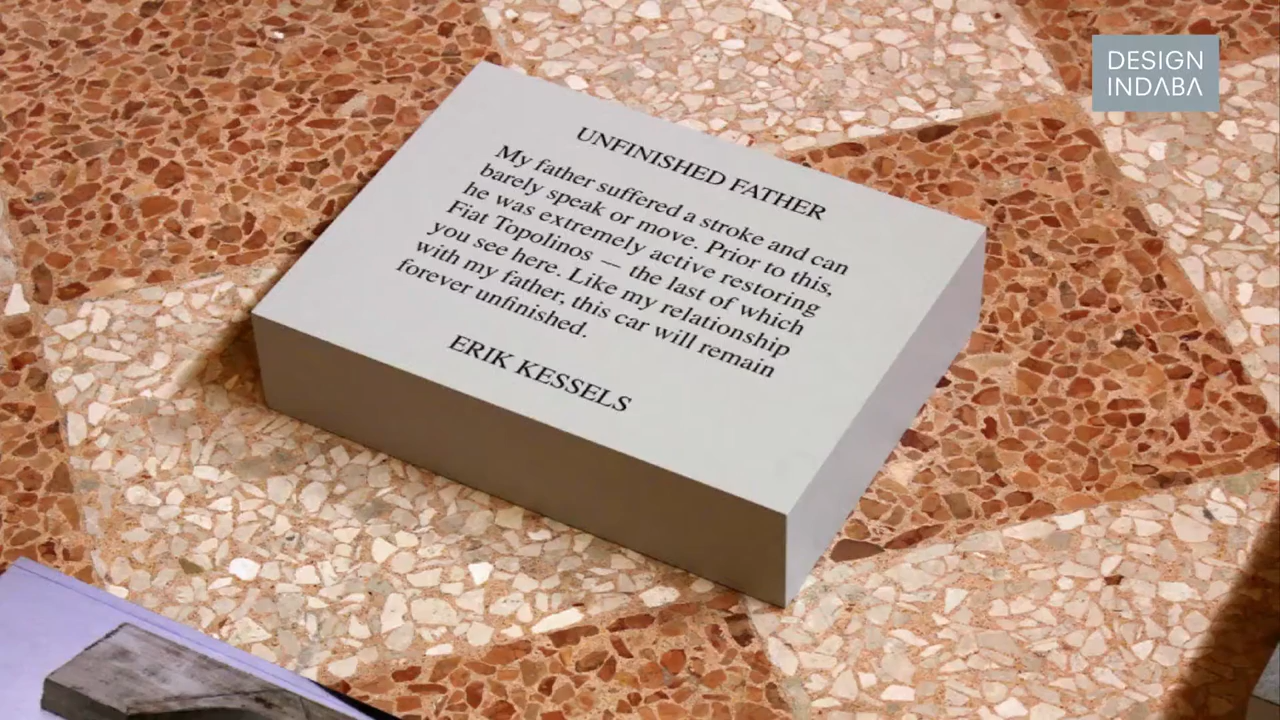 DESIGN
INDABA
UNFINISHED FATHER
My father suffered a stroke and can
barely speak or move. Prior to this,
he was extremely active restoring
Fiat Topolinos — the last of which
you see here. Like my relationship
with my father, this car will remain
forever unfinished.
ERIK KESSELS